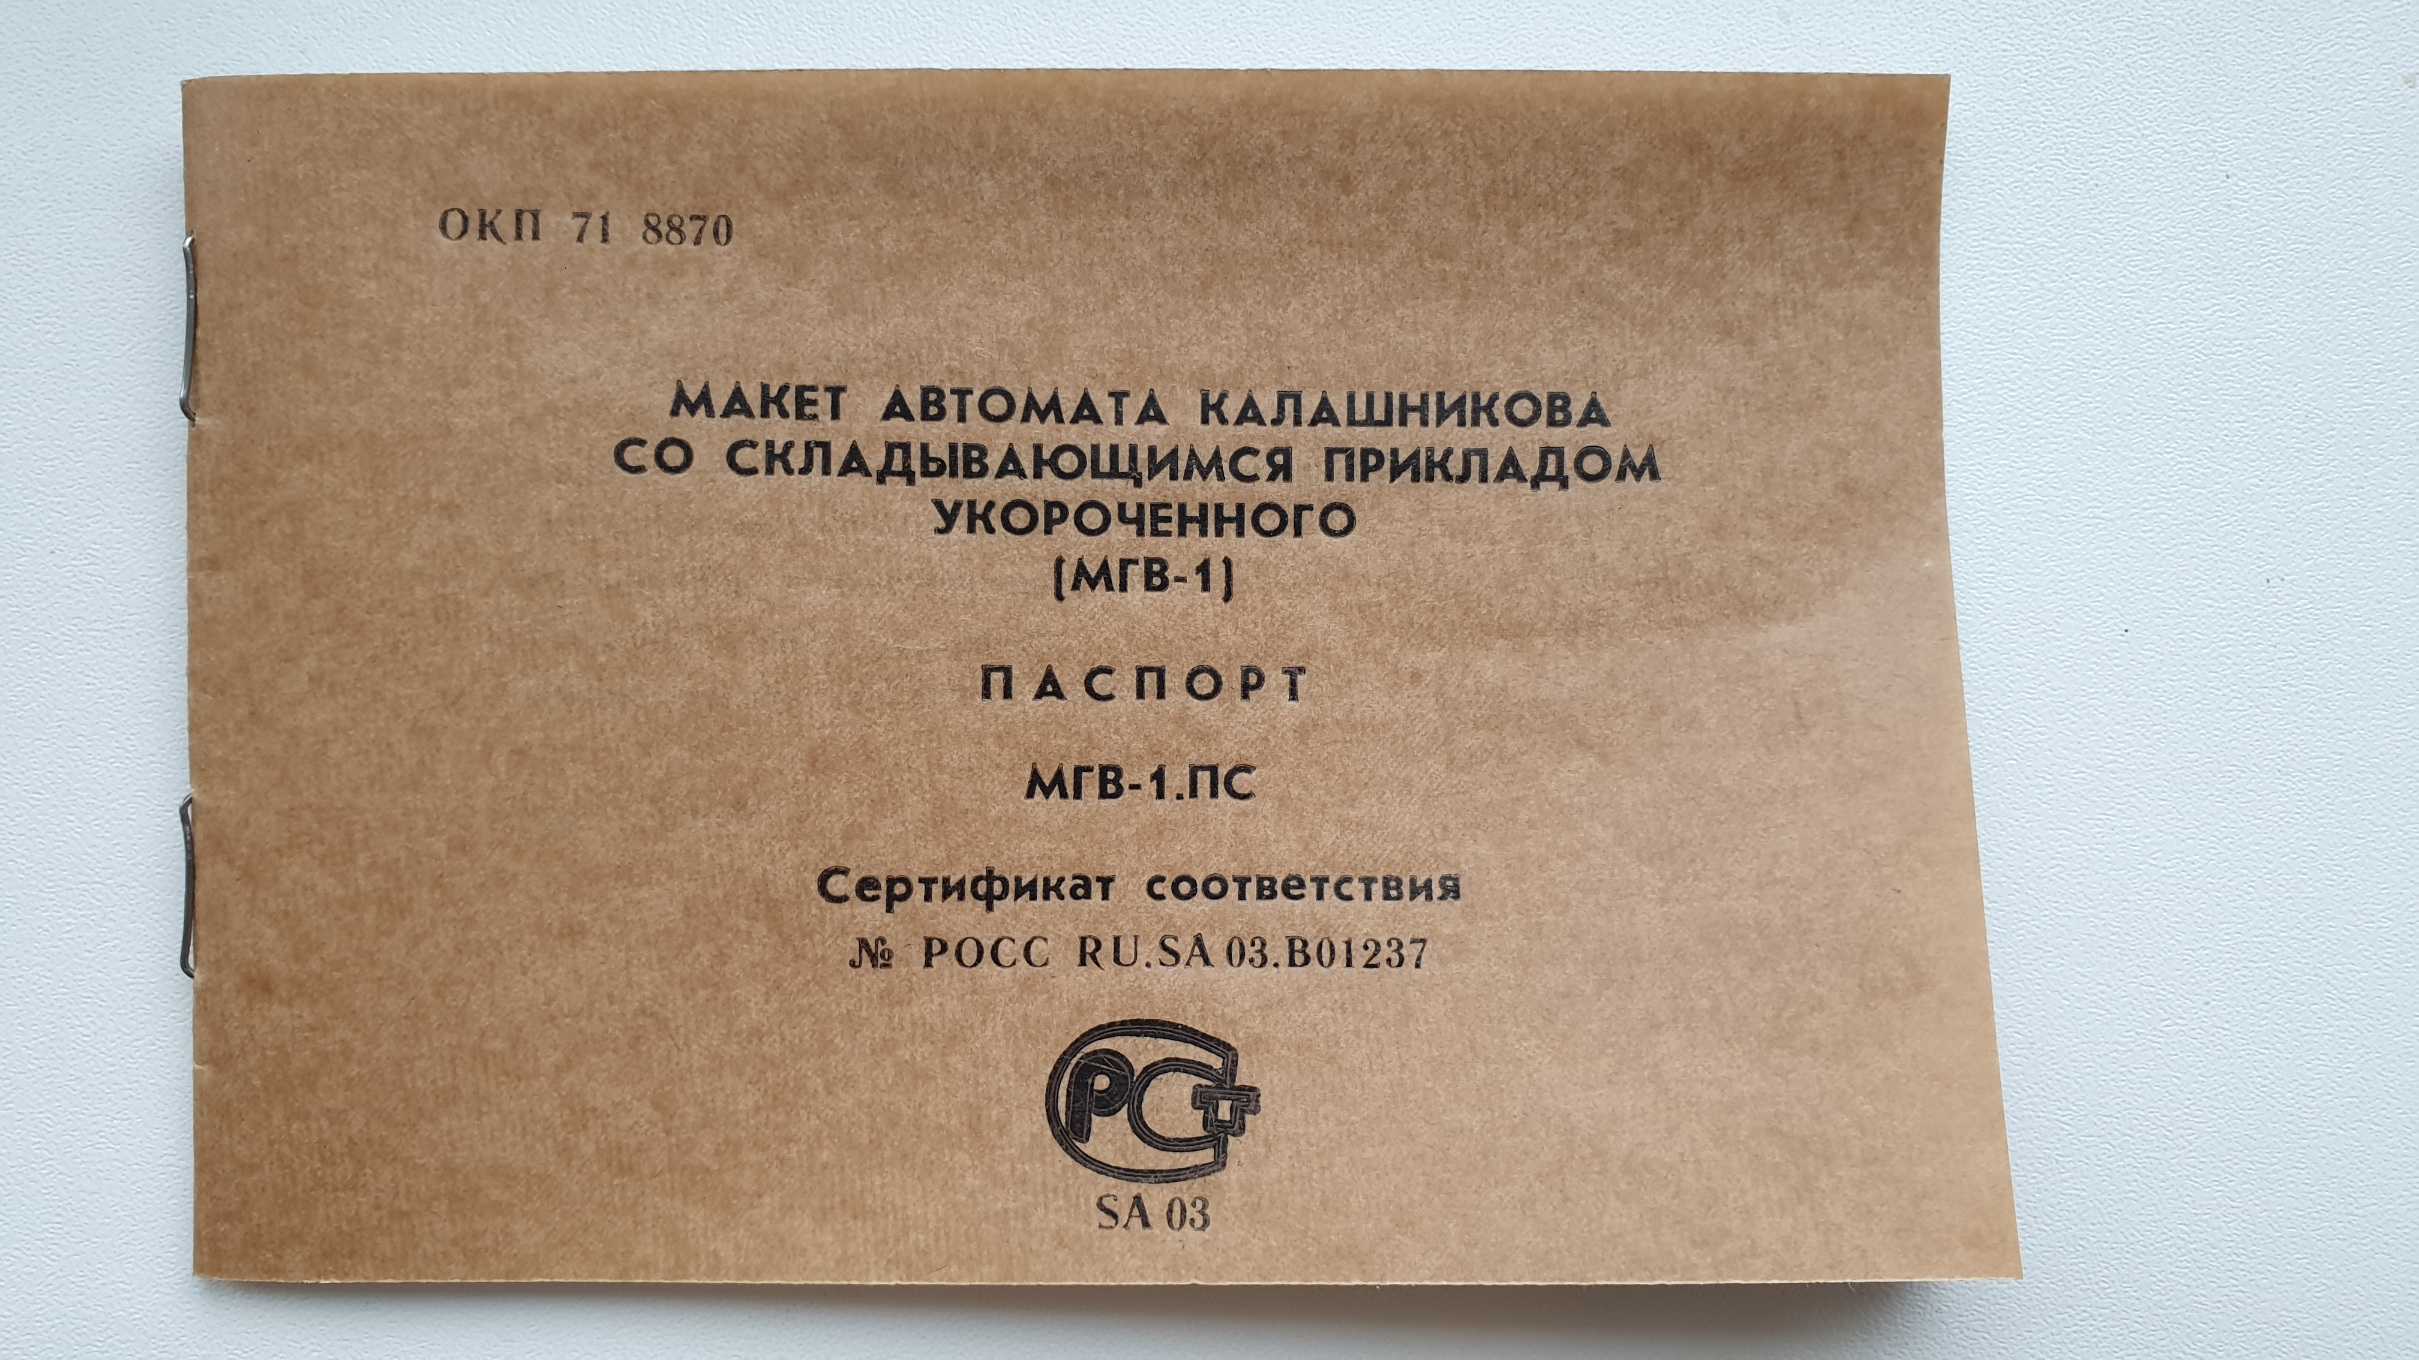 ОКП 71 8870
МАКЕТ АВТОМАТА КАЛАШНИКОВА
СО СКЛАДЫВАЮЩИМСЯ ПРИКЛАДОМ
УКОРОЧЕННОГО
(МГВ-1)
ПАСПОРТ
МГВ-1.ПС
Сертификат соответствия
№ РОСС RU.SA 03.B01237
РСТ
SA 03